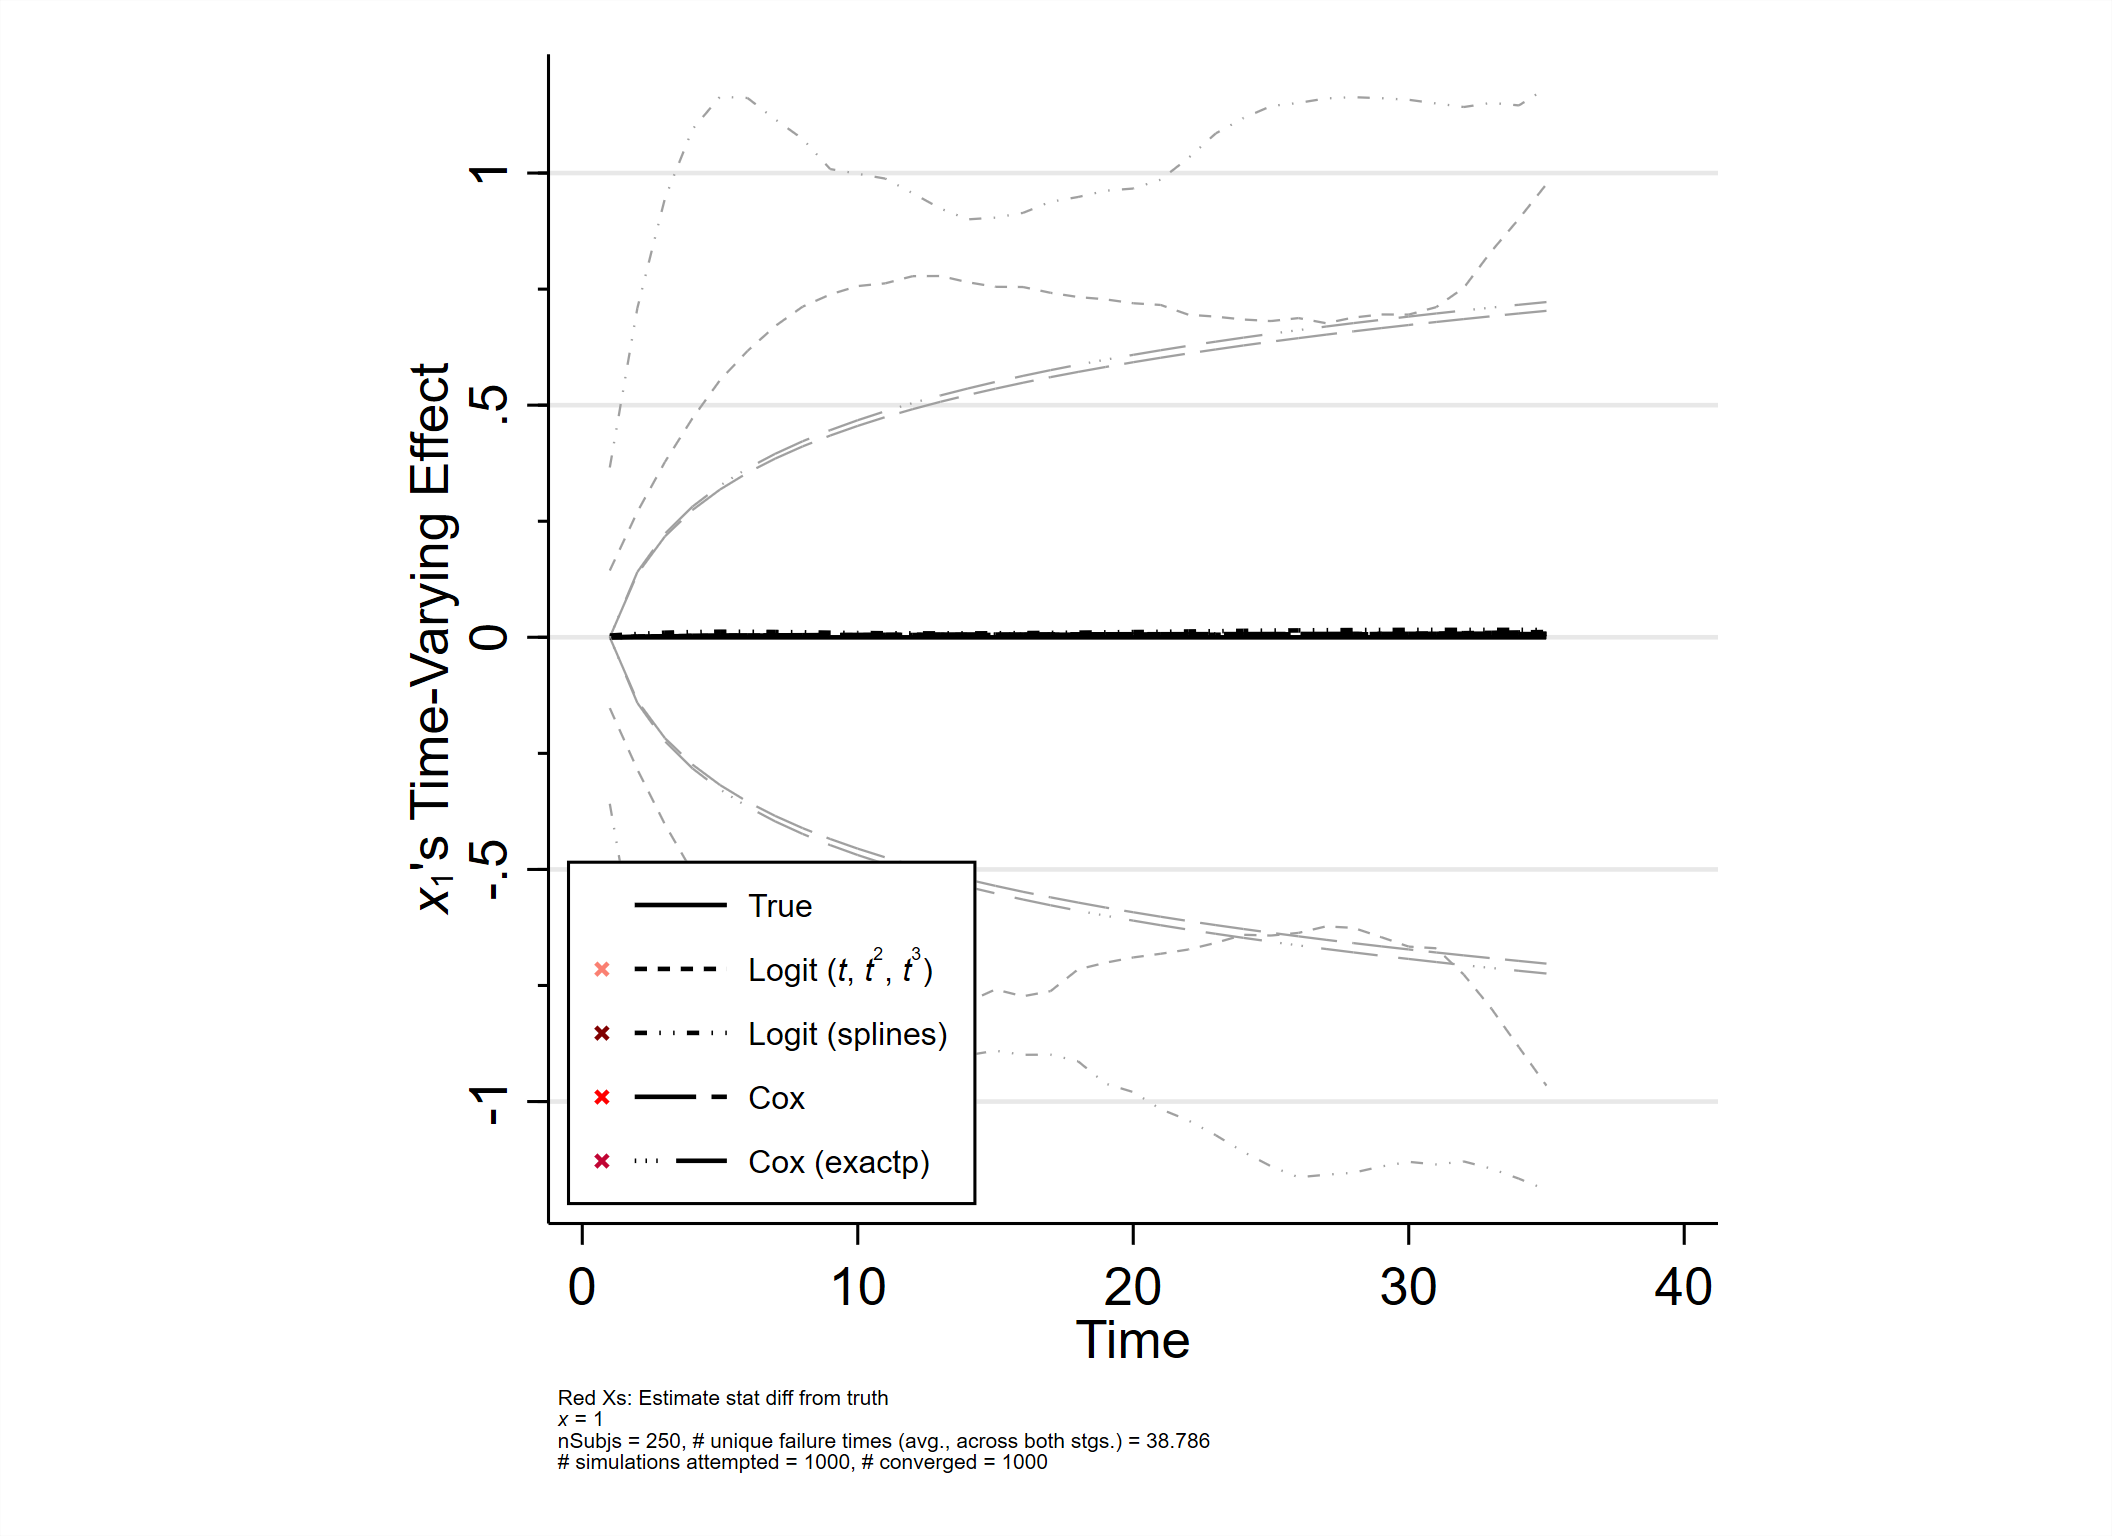 x₁'s Time-Varying Effect
1
.5
0
-.5
-1
True
Logit (t, t², t³)
Logit (splines)
Cox
Cox (exactp)
0 10 20 30 40
Time
Red Xs: Estimate stat diff from truth
x = 1
nSubjs = 250, # unique failure times (avg., across both stgs.) = 38.786
# simulations attempted = 1000, # converged = 1000